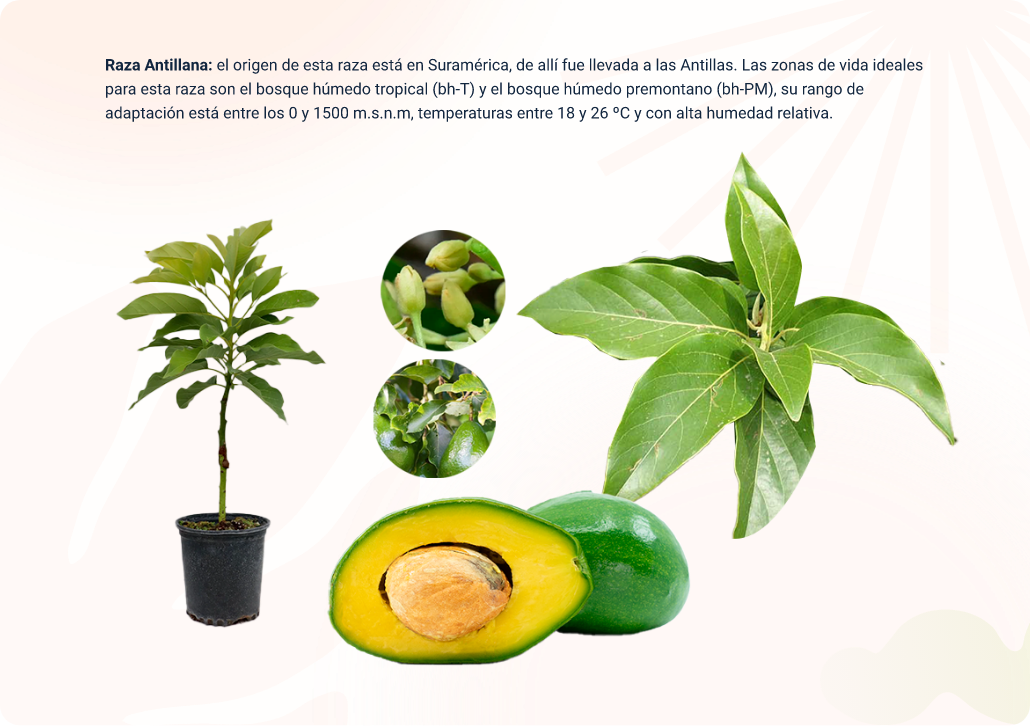 Raza Antillana: el origen de esta raza está en Suramérica, de allí fue llevada a las Antillas. Las zonas de vida ideales
para esta raza son el bosque húmedo tropical (bh-T) y el bosque húmedo premontano (bh-PM), su rango de
adaptación está entre los 0 y 1500 m.s.n.m, temperaturas entre 18 y 26 ºC y con alta humedad relativa.